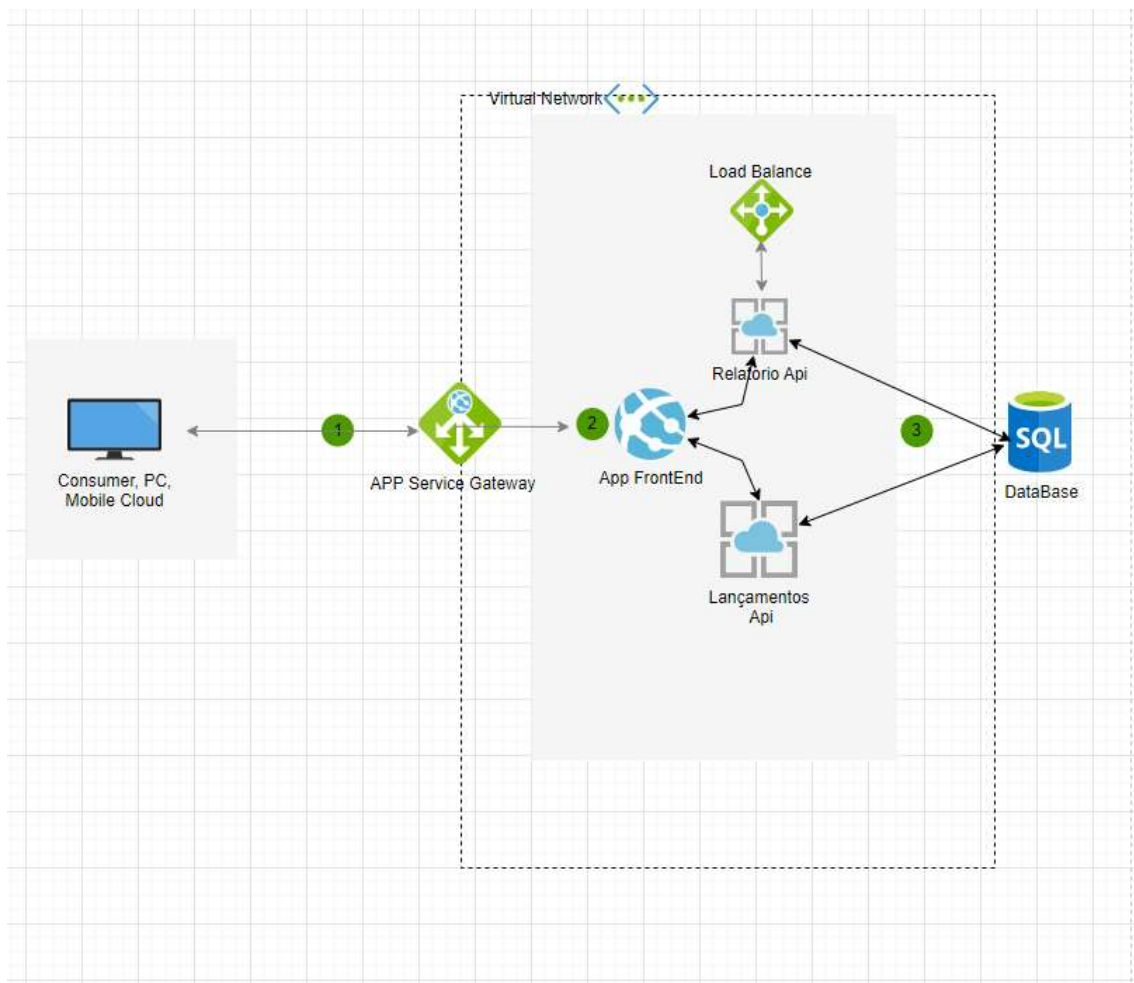 Virtual Network
Load Balance
Relatorio Api
1
2
3
SQL
Consumer, PC,
Mobile Cloud
APP Service Gateway
App FrontEnd
DataBase
Lançamentos
Api